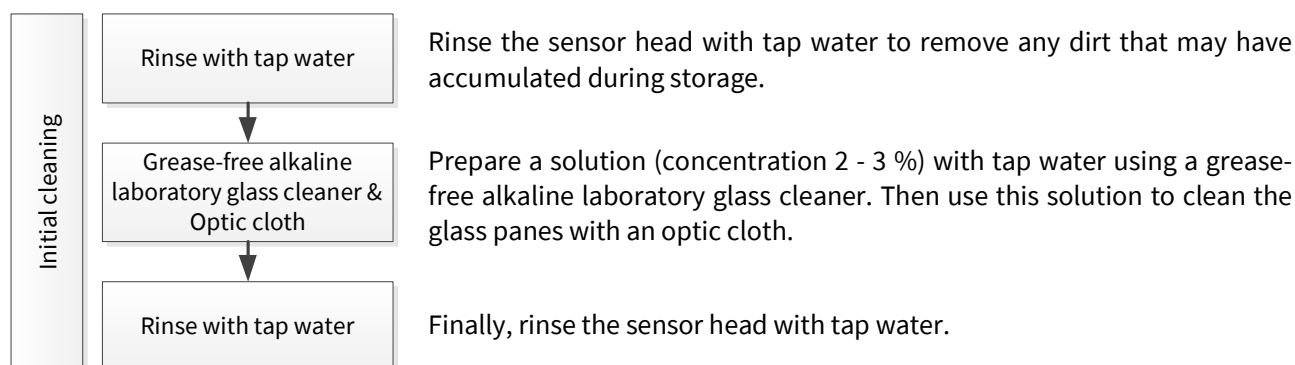 Initial cleaning
Rinse with tap water
Rinse the sensor head with tap water to remove any dirt that may have
accumulated during storage.
Grease-free alkaline
laboratory glass cleaner &
Optic cloth
Prepare a solution (concentration 2 - 3 %) with tap water using a grease-
free alkaline laboratory glass cleaner. Then use this solution to clean the
glass panes with an optic cloth.
Rinse with tap water
Finally, rinse the sensor head with tap water.